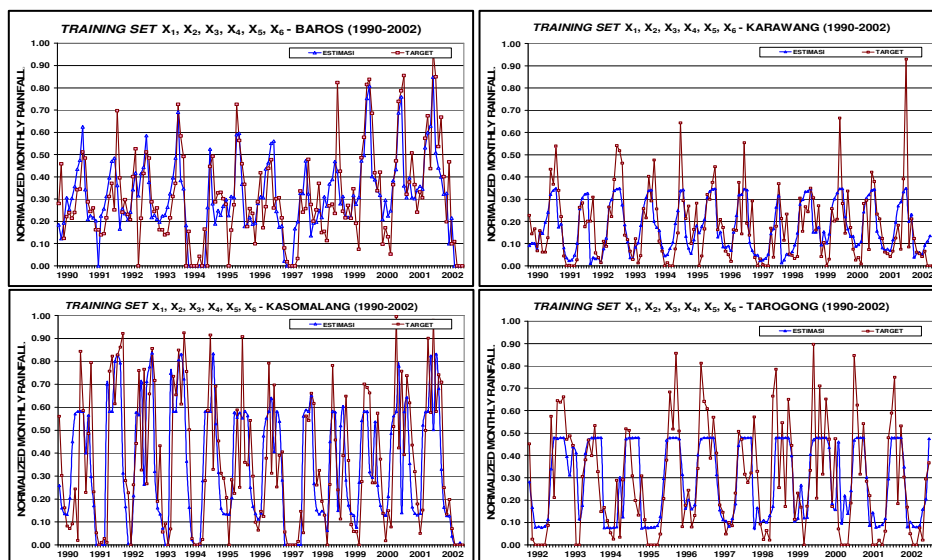 TRAINING SET X1, X2, X3, X4, X5, X6 - BAROS (1990-2002)
ESTIMASI TARGET
NORMALIZED MONTHLY RAINFALL.
1.00
0.90
0.80
0.70
0.60
0.50
0.40
0.30
0.20
0.10
0.00
1990 1991 1992 1993 1994 1995 1996 1997 1998 1999 2000 2001 2002
TRAINING SET X1, X2, X3, X4, X5, X6 - KARAWANG (1990-2002)
ESTIMASI TARGET
NORMALIZED MONTHLY RAINFALL.
1.00
0.90
0.80
0.70
0.60
0.50
0.40
0.30
0.20
0.10
0.00
1990 1991 1992 1993 1994 1995 1996 1997 1998 1999 2000 2001 2002
TRAINING SET X1, X2, X3, X4, X5, X6 - KASOMALANG (1990-2002)
ESTIMASI TARGET
NORMALIZED MONTHLY RAINFALL.
1.00
0.90
0.80
0.70
0.60
0.50
0.40
0.30
0.20
0.10
0.00
1990 1991 1992 1993 1994 1995 1996 1997 1998 1999 2000 2001 2002
TRAINING SET X1, X2, X3, X4, X5, X6 - TAROGONG (1990-2002)
ESTIMASI TARGET
NORMALIZED MONTHLY RAINFALL.
1.00
0.90
0.80
0.70
0.60
0.50
0.40
0.30
0.20
0.10
0.00
1992 1993 1994 1995 1996 1997 1998 1999 2000 2001 2002